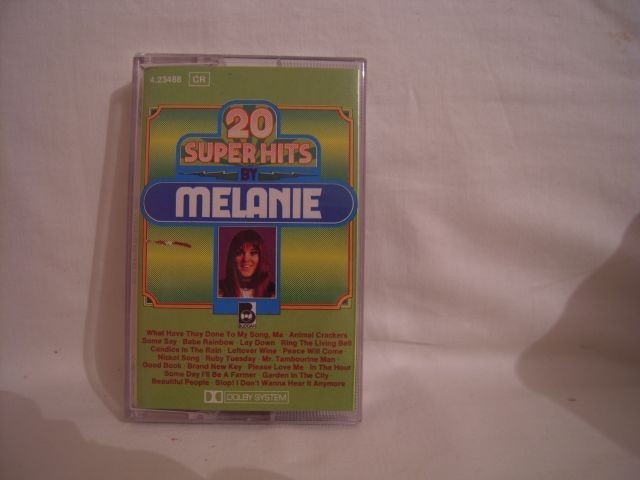 4.23488 CR
20
SUPER HITS
BY
MELANIE
BUDDAH
What Have They Done To My Song, Ma · Animal Crackers
Some Say · Babe Rainbow · Lay Down · Ring The Living Bell
Candles In The Rain · Leftover Wine · Peace Will Come
Nickel Song · Ruby Tuesday · Mr. Tambourine Man
Good Book · Brand New Key · Please Love Me · In The Hour
Some Day I'll Be A Farmer · Garden In The City
Beautiful People · Stop! I Don't Wanna Hear It Anymore
DOLBY SYSTEM